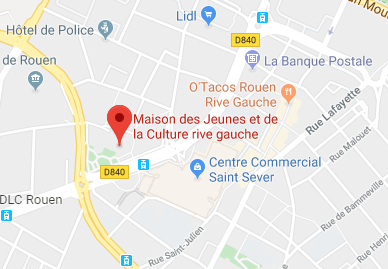 Lidl
Hôtel de Police
D840
La Banque Postale
de Rouen
O'Tacos Rouen
Rive Gauche
Maison des Jeunes et de
la Culture rive gauche
Rue Lafayette
Rue Malouet
Centre Commercial
Saint Sever
D840
DLC Rouen
Rue de Bammeville
Rue Saint-Julien